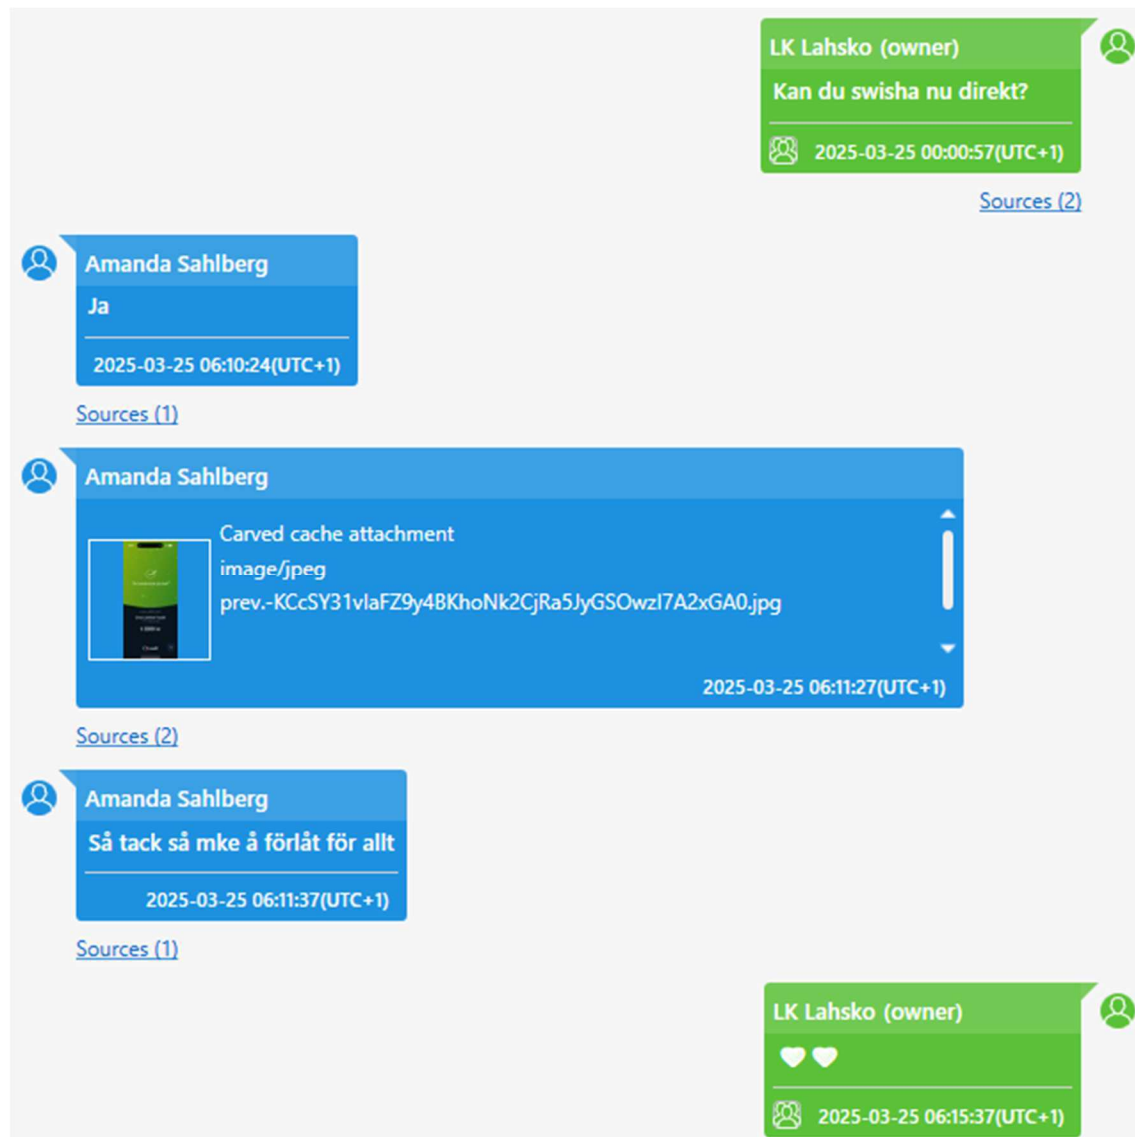 LK Lahsko (owner)
Kan du swisha nu direkt?
2025-03-25 00:00:57(UTC+1)
Sources (2)
Amanda Sahlberg
Ja
2025-03-25 06:10:24(UTC+1)
Sources (1)
Amanda Sahlberg
Carved cache attachment
image/jpeg
prev.-KCcSY31vlaFZ9y4BKhoNk2CjRa5JyGSOwzI7A2xGA0.jpg
2025-03-25 06:11:27(UTC+1)
Sources (2)
Amanda Sahlberg
Så tack så mke å förlåt för allt
2025-03-25 06:11:37(UTC+1)
Sources (1)
LK Lahsko (owner)
2025-03-25 06:15:37(UTC+1)